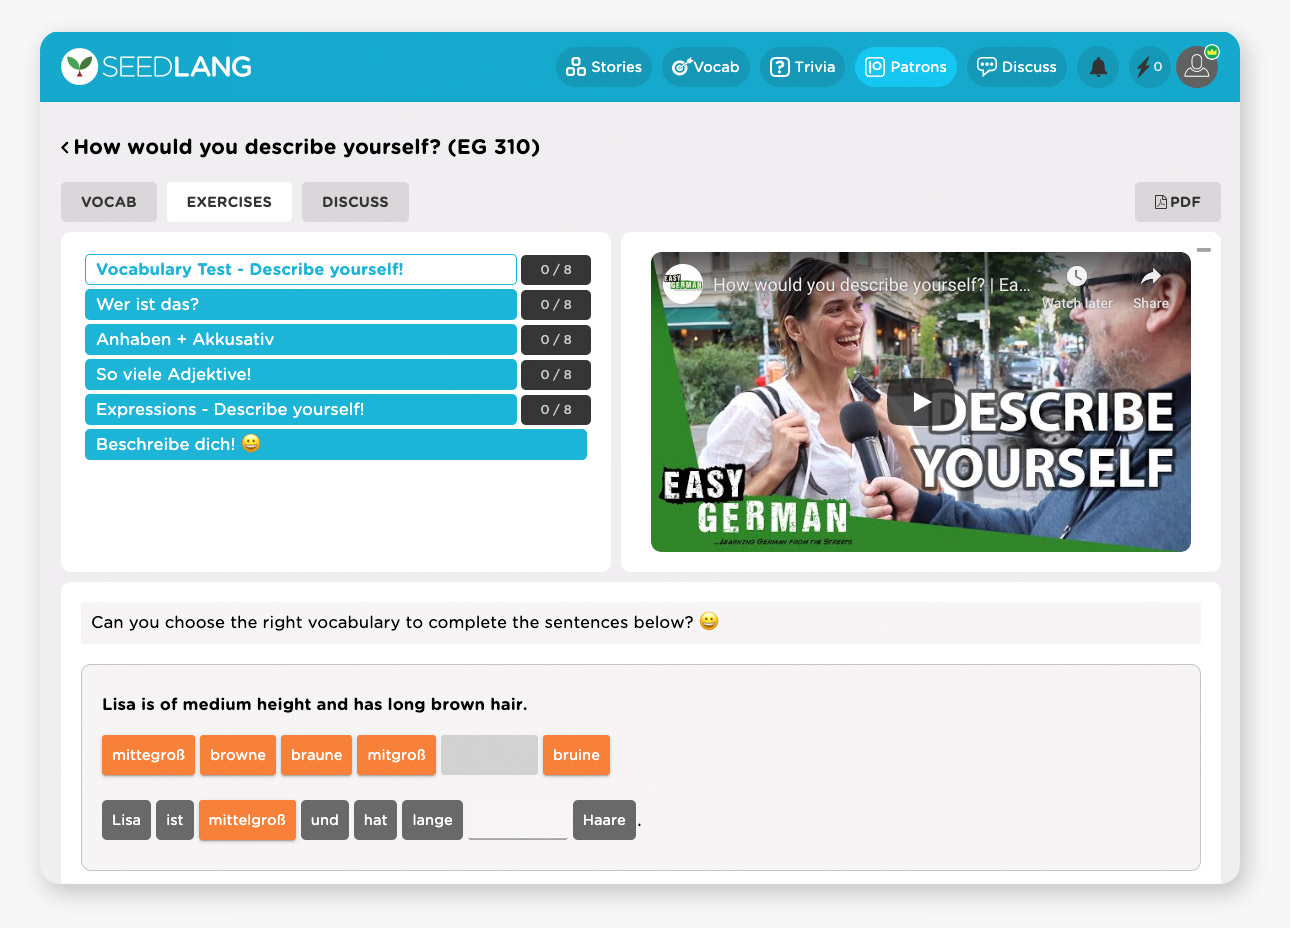 SEEDLANG
Stories
Vocab
Trivia
Patrons
Discuss
0
How would you describe yourself? (EG 310)
VOCAB
EXERCISES
DISCUSS
PDF
Vocabulary Test - Describe yourself!
0 / 8
Wer ist das?
0 / 8
Anhaben + Akkusativ
0 / 8
So viele Adjektive!
0 / 8
Expressions - Describe yourself!
0 / 8
Beschreibe dich! 😀
EASY
GERMAN
How would you describe yourself? | Ea...
Watch later
Share
DESCRIBE
YOURSELF
EASY
GERMAN
...Learning German from the Streets
Can you choose the right vocabulary to complete the sentences below? 😀
Lisa is of medium height and has long brown hair.
mittegroß browne braune mitgroß bruine
Lisa ist mittelgroß und hat lange ________ Haare .